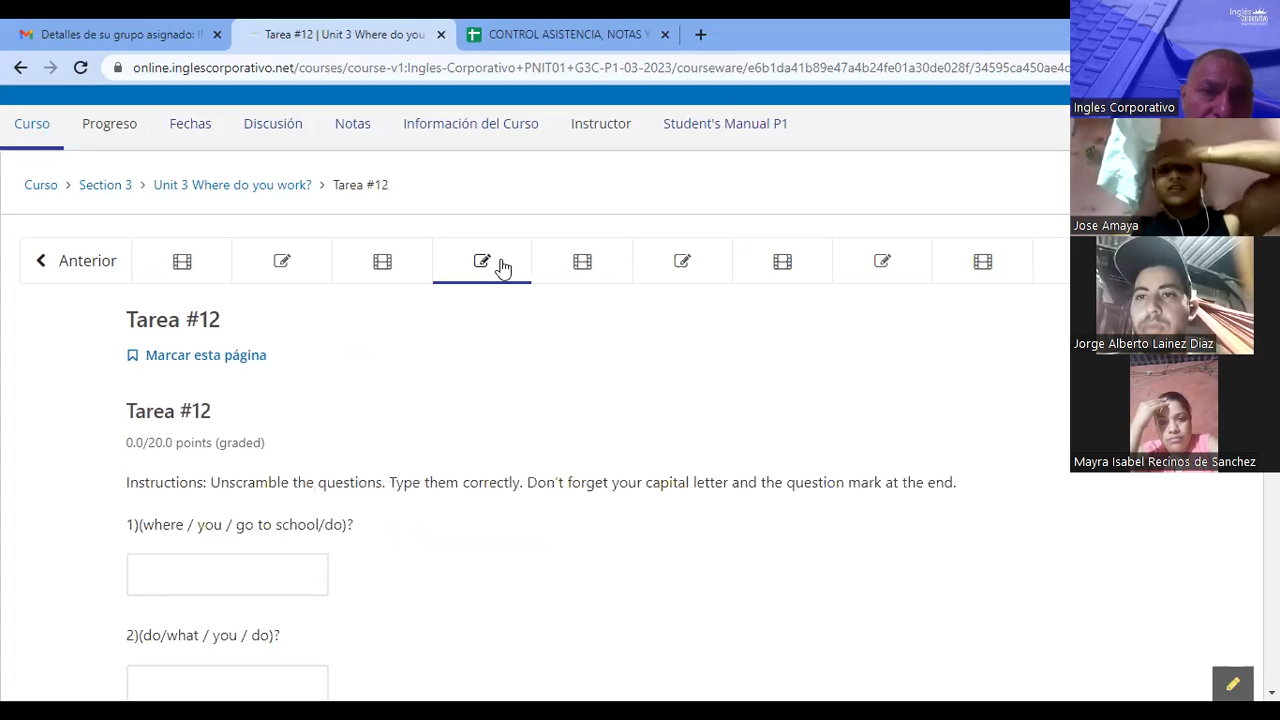 Detalles de su grupo asignado: I
Tarea #12 | Unit 3 Where do you
CONTROL ASISTENCIA, NOTAS Y
online.inglescorporativo.net/courses/course-v1:Ingles-Corporativo+PNIT01+G3C-P1-03-2023/courseware/e6b1da41b89e47a4b24fe01a30de028f/34595ca450ae4c
Curso
Progreso
Fechas
Discusión
Notas
Información del Curso
Instructor
Student's Manual P1
Curso > Section 3 > Unit 3 Where do you work? > Tarea #12
Anterior
Tarea #12
Marcar esta página
Tarea #12
0.0/20.0 points (graded)
Instructions: Unscramble the questions. Type them correctly. Don't forget your capital letter and the question mark at the end.
1)(where / you / go to school/do)?
2)(do/what / you / do)?
Inglés
Ingles Corporativo
Jose Amaya
Jorge Alberto Lainez Diaz
Mayra Isabel Recinos de Sanchez